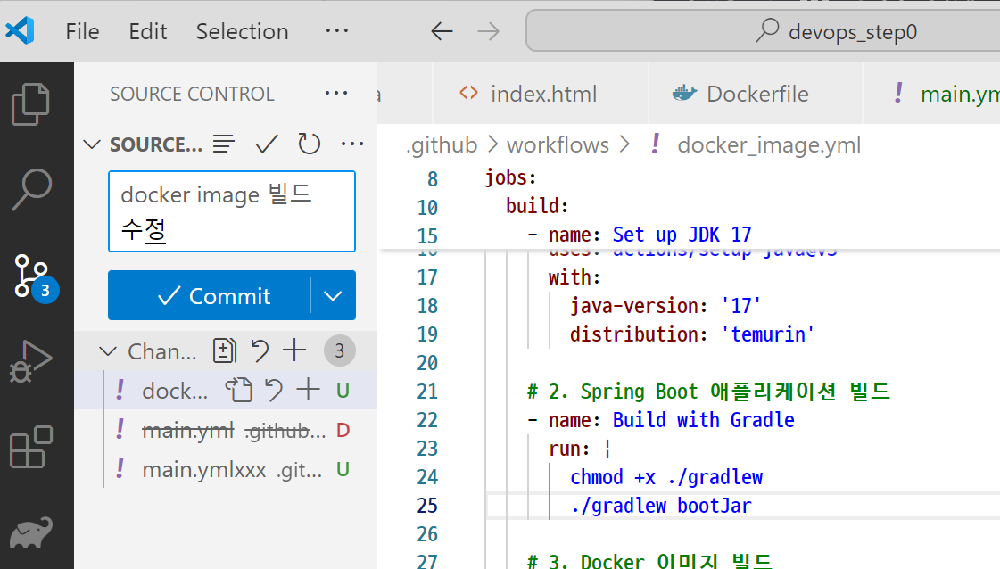 File Edit Selection ··· devops_step0
SOURCE CONTROL ···
index.html Dockerfile main.ym
SOURCE... ···
.github > workflows > ! docker_image.yml
docker image 빌드
수정
Commit
3
Chan... 3
! dock... U
! main.yml .github... D
! main.ymlxxx .git... U
8 jobs:
10 build:
15 - name: Set up JDK 17
16 uses: actions/setup-java@v3
17 with:
18 java-version: '17'
19 distribution: 'temurin'
20
21 # 2. Spring Boot 애플리케이션 빌드
22 - name: Build with Gradle
23 run: |
24 chmod +x ./gradlew
25 ./gradlew bootJar
26
27 # 3. Docker 이미지 빌드